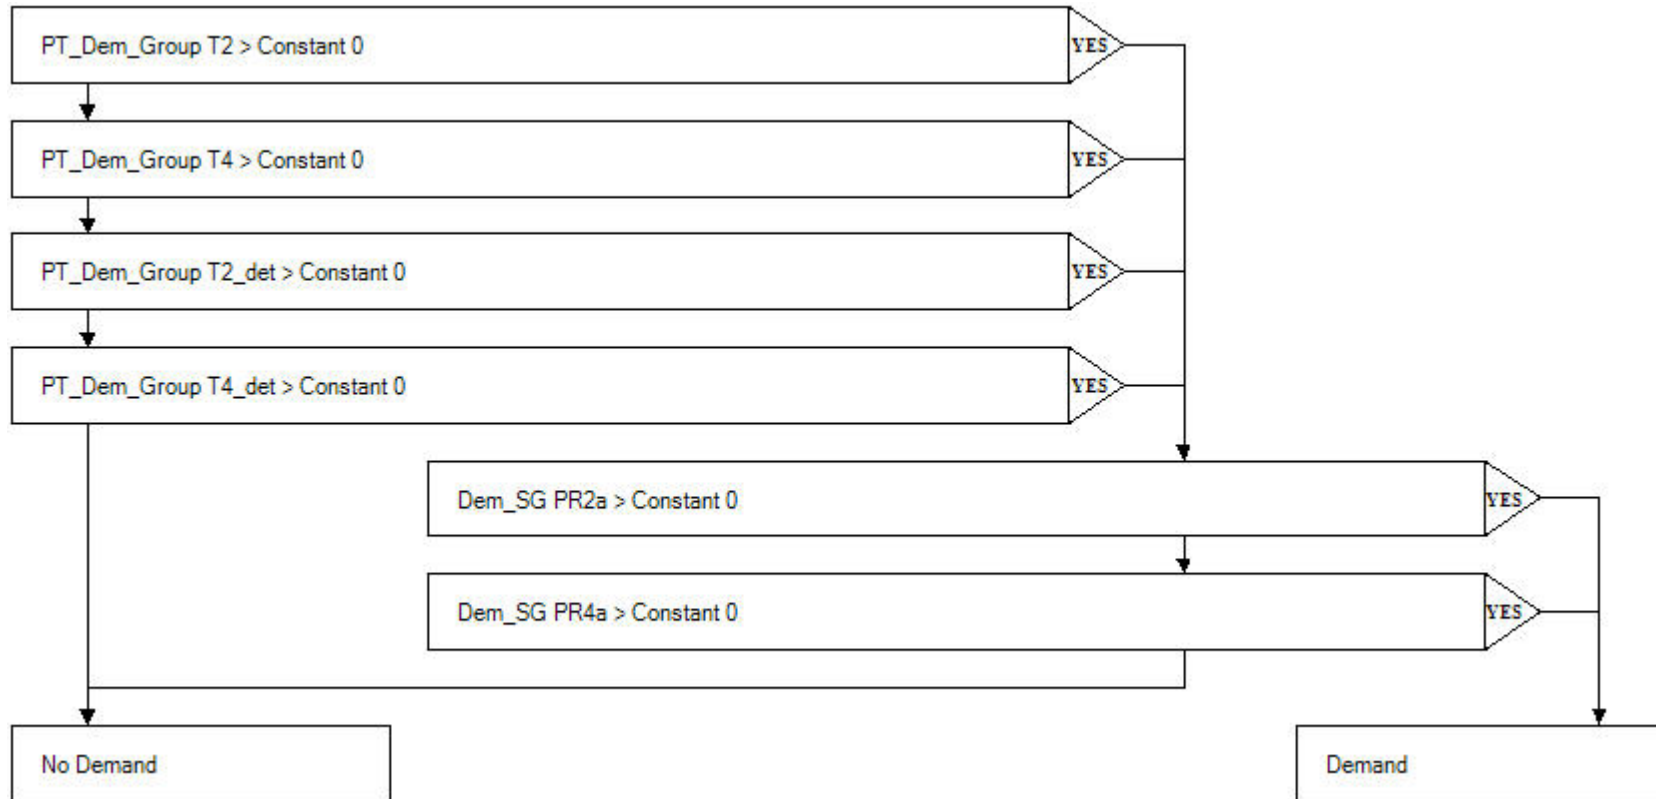 PT_Dem_Group T2 > Constant 0
YES
PT_Dem_Group T4 > Constant 0
YES
PT_Dem_Group T2_det > Constant 0
YES
PT_Dem_Group T4_det > Constant 0
YES
Dem_SG PR2a > Constant 0
YES
Dem_SG PR4a > Constant 0
YES
No Demand
Demand